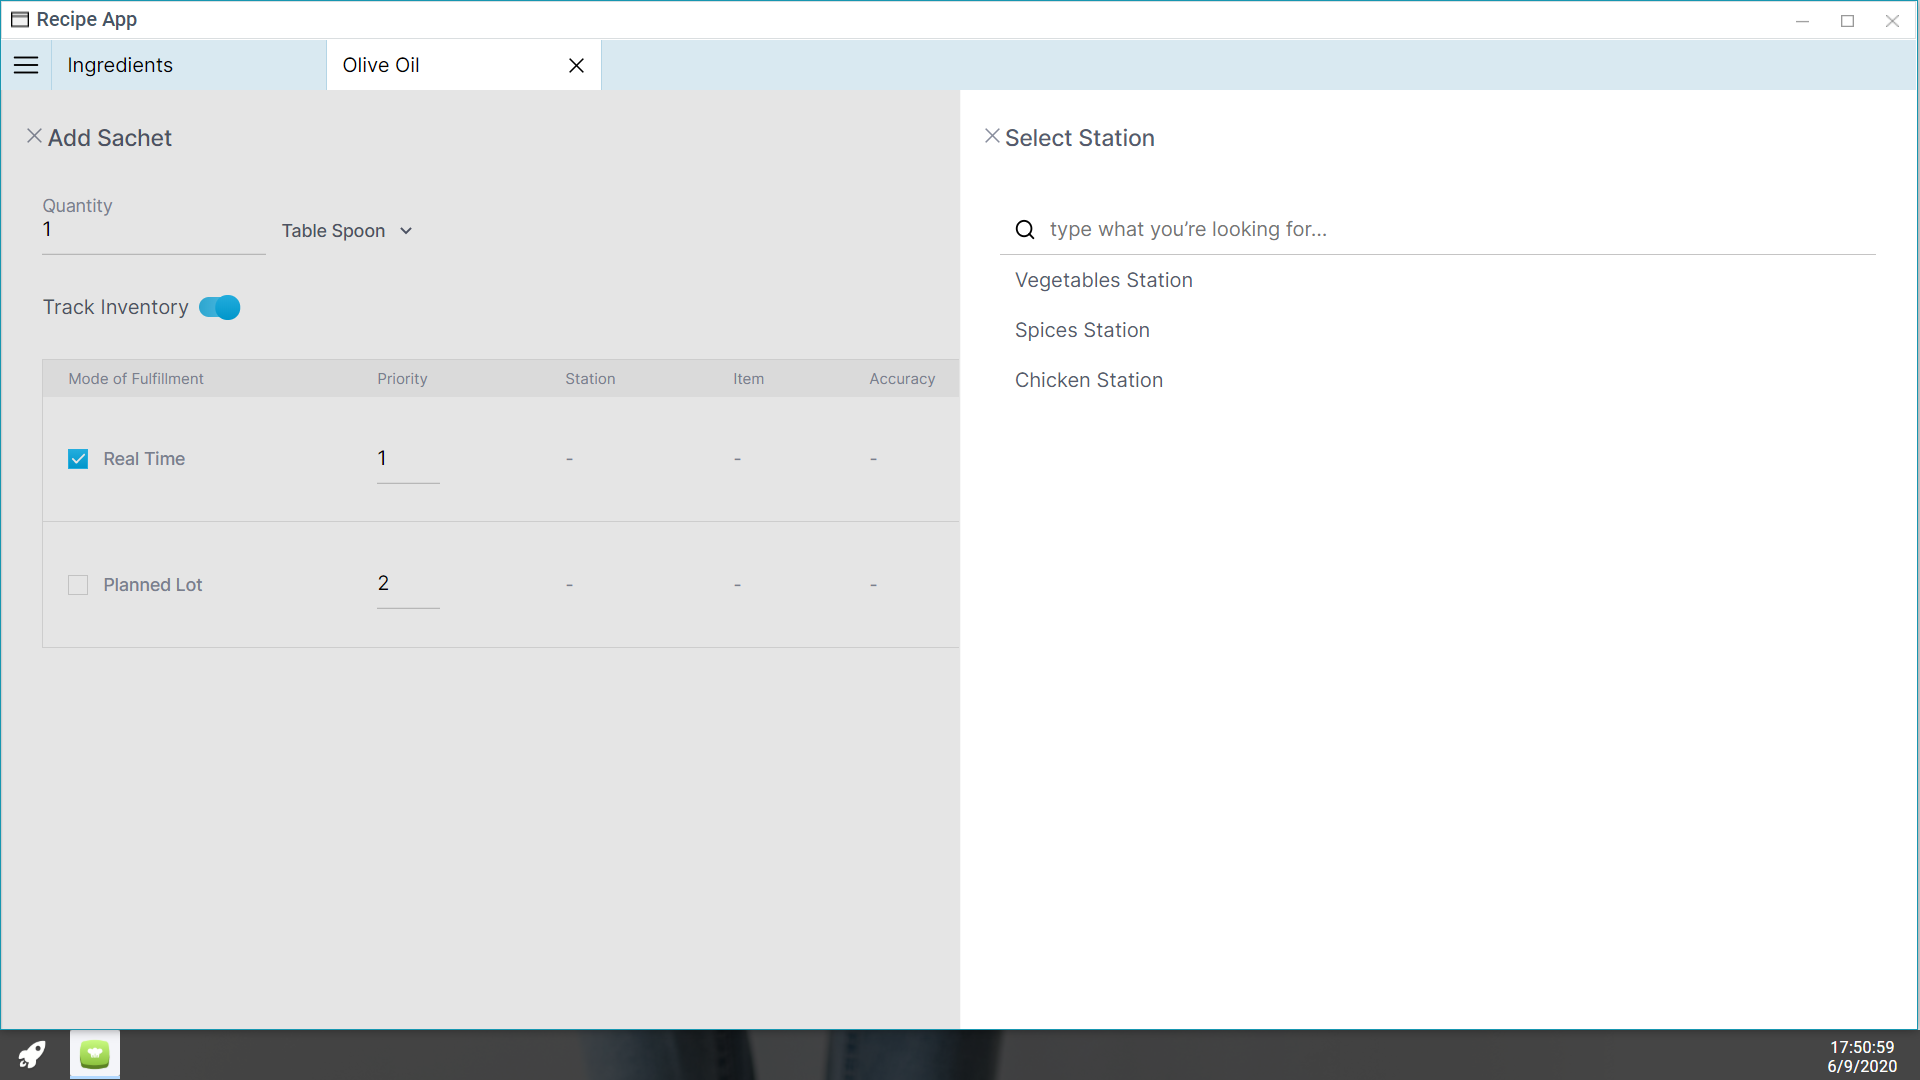 Recipe App
Ingredients
Olive Oil
Add Sachet
Quantity
1
Table Spoon
Track Inventory
Mode of Fulfillment Priority Station Item Accuracy
Real Time 1 - - -
Planned Lot 2 - - -
Select Station
type what you’re looking for...
Vegetables Station
Spices Station
Chicken Station
17:50:59
6/9/2020